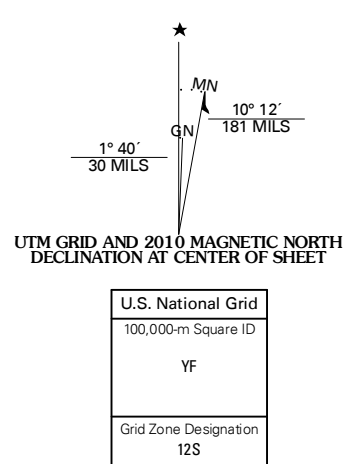 ★
MN
GN
10° 12´
181 MILS
1° 40´
30 MILS
UTM GRID AND 2010 MAGNETIC NORTH
DECLINATION AT CENTER OF SHEET
U.S. National Grid
100,000-m Square ID
YF
Grid Zone Designation
12S